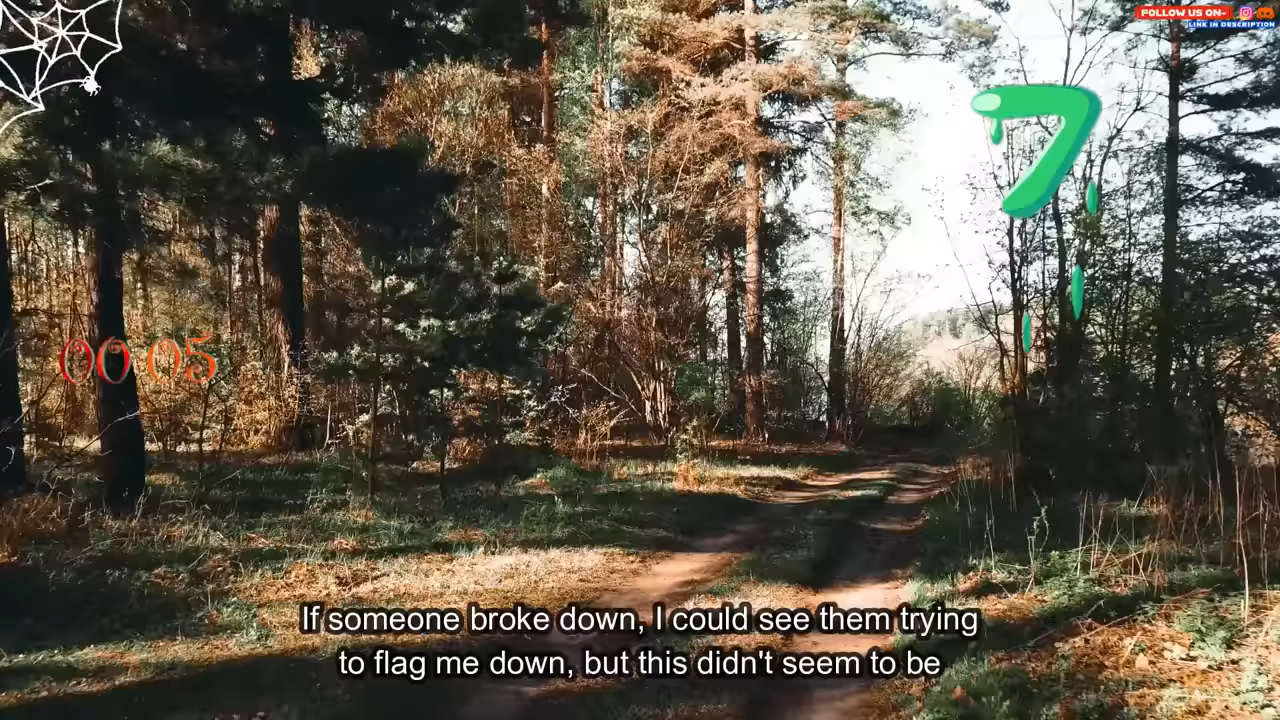 FOLLOW US ON-
LINK IN DESCRIPTION
7
00 05
If someone broke down, I could see them trying
to flag me down, but this didn't seem to be